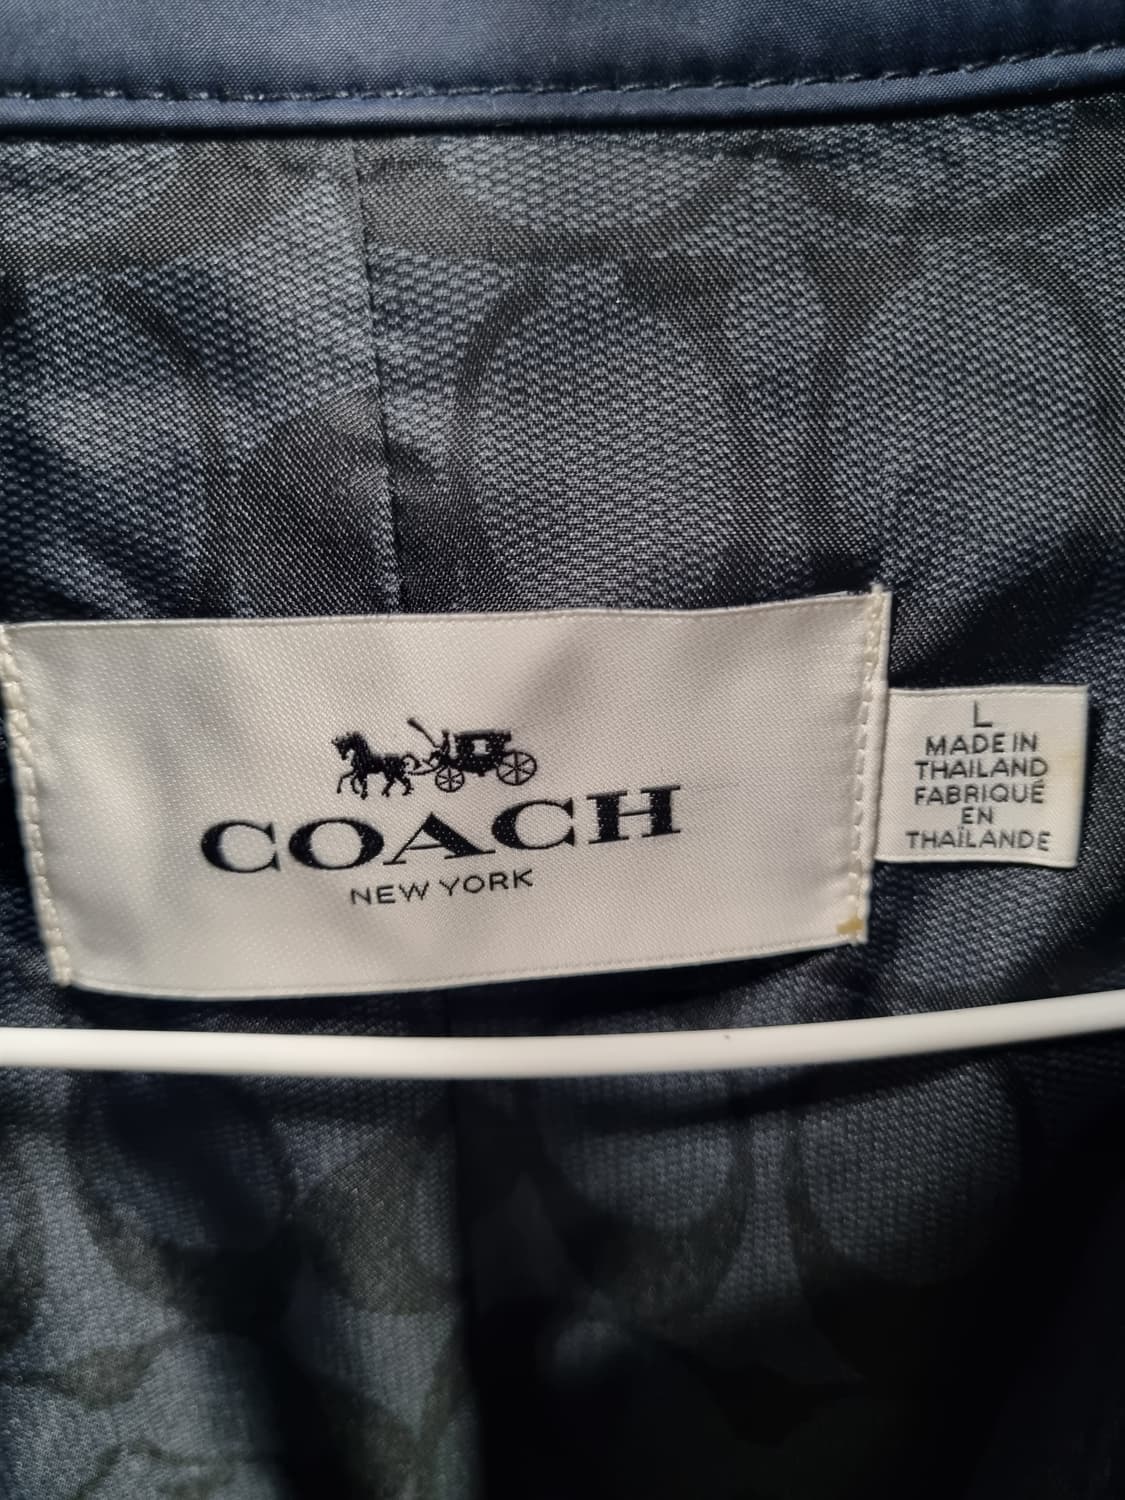 COACH
NEW YORK
L
MADE IN
THAILAND
FABRIQUÉ
EN
THAÏLANDE